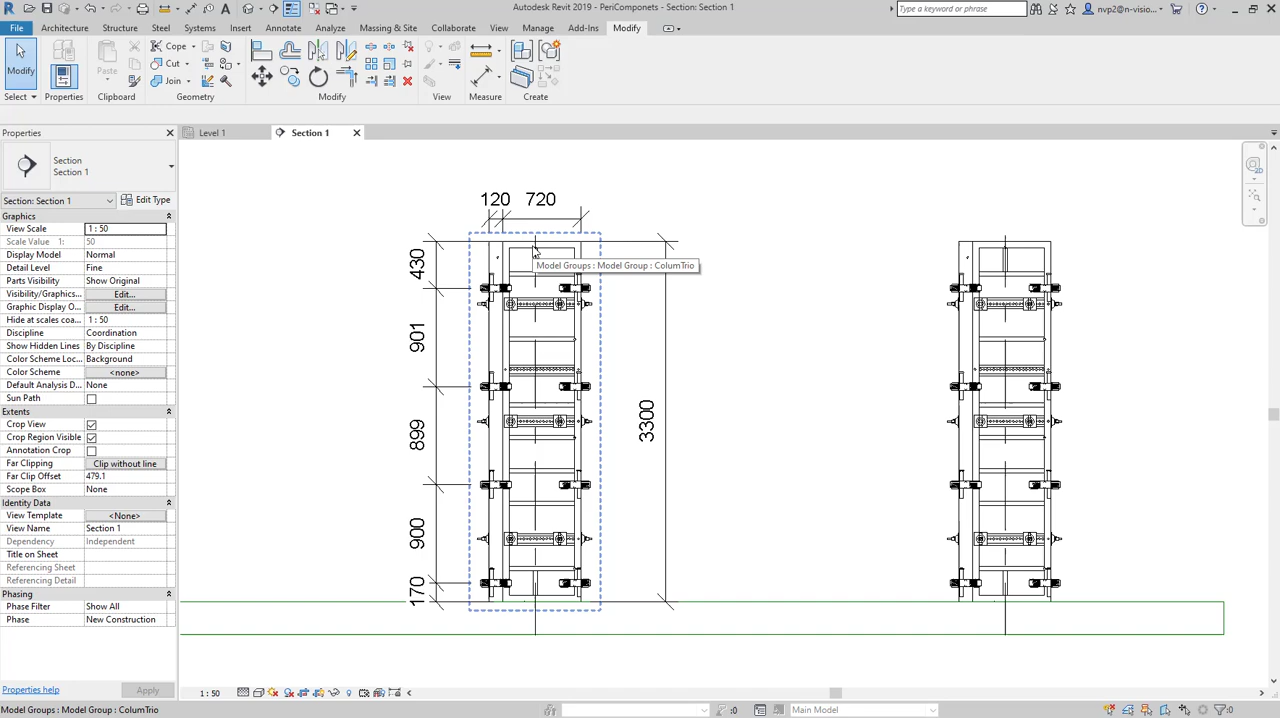 Autodesk Revit 2019 - PeriComponets - Section: Section 1
Type a keyword or phrase
nvp2@n-visio...
File
Architecture
Structure
Steel
Systems
Insert
Annotate
Analyze
Massing & Site
Collaborate
View
Manage
Add-Ins
Modify
Modify
Cope
Cut
Join
Paste
Select
Properties
Clipboard
Geometry
Modify
View
Measure
Create
Properties
Level 1
Section 1
Section
Section 1
Section: Section 1
Edit Type
Graphics
View Scale 1 : 50
Scale Value 1: 50
Display Model Normal
Detail Level Fine
Parts Visibility Show Original
Visibility/Graphics... Edit...
Graphic Display O... Edit...
Hide at scales coa... 1 : 50
Discipline Coordination
Show Hidden Lines By Discipline
Color Scheme Loc... Background
Color Scheme <none>
Default Analysis D... None
Sun Path
Extents
Crop View
Crop Region Visible
Annotation Crop
Far Clipping Clip without line
Far Clip Offset 479.1
Scope Box None
Identity Data
View Template <None>
View Name Section 1
Dependency Independent
Title on Sheet
Referencing Sheet
Referencing Detail
Phasing
Phase Filter Show All
Phase New Construction
Properties help
Apply
120 720
Model Groups : Model Group : ColumTrio
430
901
899
900
170
3300
1 : 50
Model Groups : Model Group : ColumTrio
:0
Main Model
:0